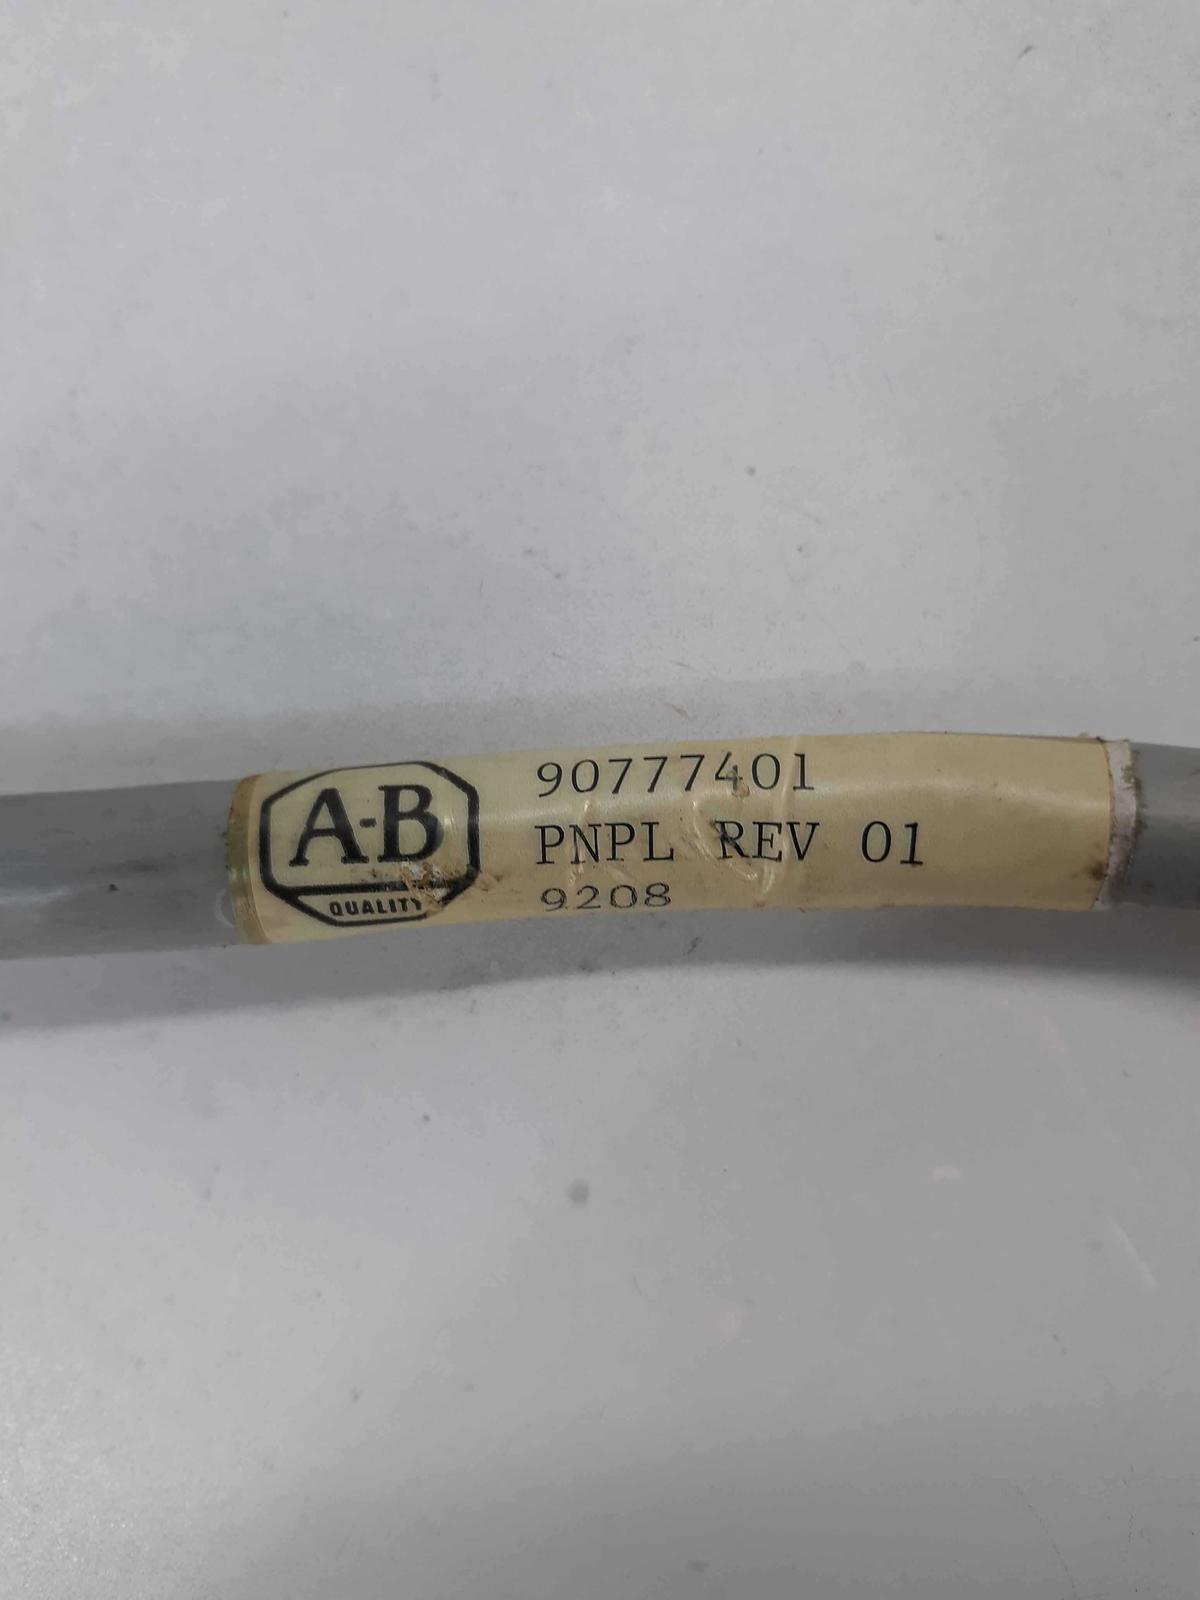 A-B
QUALITY
90777401
PNPL REV 01
9208